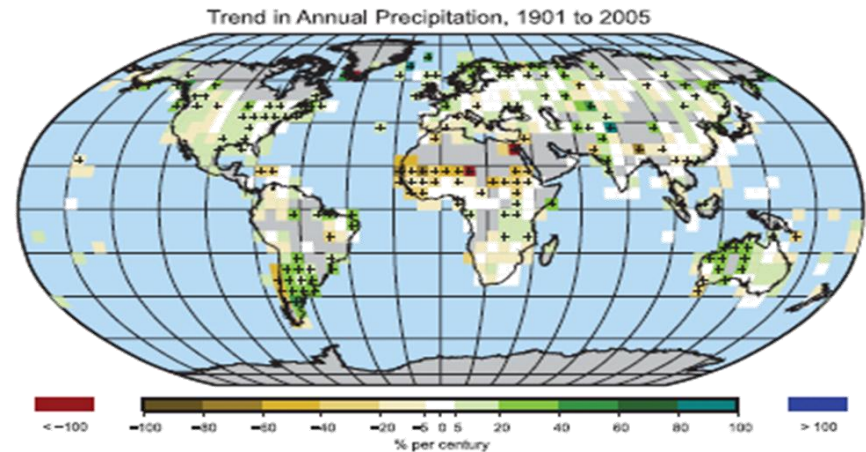 Trend in Annual Precipitation, 1901 to 2005
< −100 −100 −80 −60 −40 −20 −5 0 5 20 40 60 80 100 > 100
% per century